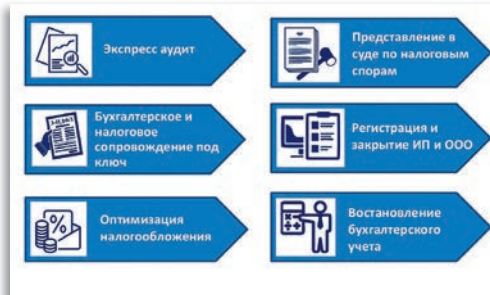 Экспресс аудит
Бухгалтерское и
налоговое
сопровождение под
ключ
Оптимизация
налогообложения
Представление в
суде по налоговым
спорам
Регистрация и
закрытие ИП и ООО
Востановление
бухгалтерского
учета